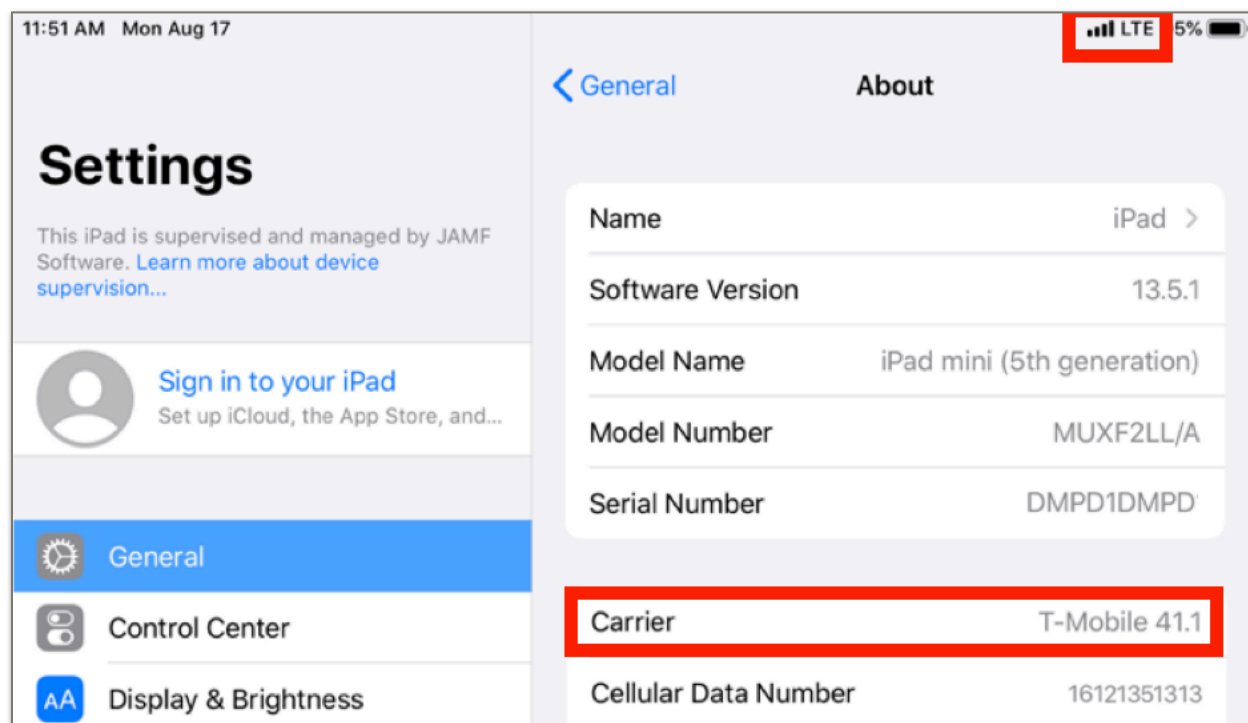 11:51 AM Mon Aug 17
LTE 5%
Settings
This iPad is supervised and managed by JAMF
Software. Learn more about device
supervision...
Sign in to your iPad
Set up iCloud, the App Store, and...
General
Control Center
AA Display & Brightness
General
About
Name iPad
Software Version 13.5.1
Model Name iPad mini (5th generation)
Model Number MUXF2LL/A
Serial Number DMPD1DMPD
Carrier T-Mobile 41.1
Cellular Data Number 16121351313